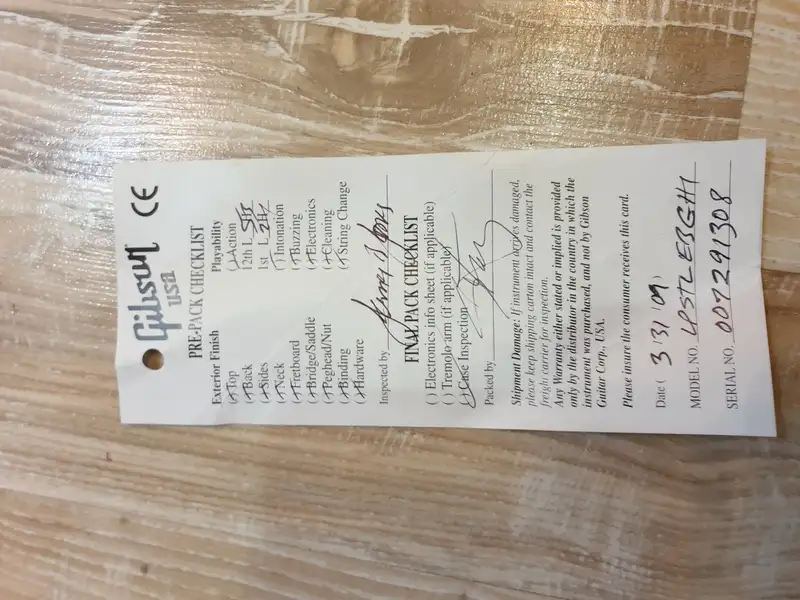 Gibson CE
USA
PRE-PACK CHECKLIST
Exterior Finish Playability
(✓) Top (✓) Action
(✓) Back 12th L
(✓) Sides 1st L
(✓) Neck (✓) Intonation
(✓) Fretboard (✓) Buzzing
(✓) Bridge/Saddle (✓) Electronics
(✓) Peghead/Nut (✓) Cleaning
(✓) Binding (✓) String Change
(✓) Hardware
Inspected by
FINAL PACK CHECKLIST
( ) Electronics info sheet (if applicable)
( ) Tremolo arm (if applicable)
(✓) Case Inspection
Packed by
Shipment Damage: If instrument arrives damaged,
please keep shipping carton intact and contact the
freight carrier for inspection.
Any Warranty either stated or implied is provided
only by the distributor in the country in which the
instrument was purchased, and not by Gibson
Guitar Corp., USA.
Please insure the consumer receives this card.
Date ( 3 / 31 / 09 )
MODEL NO. LPSTLEBGH1
SERIAL NO. 007291308